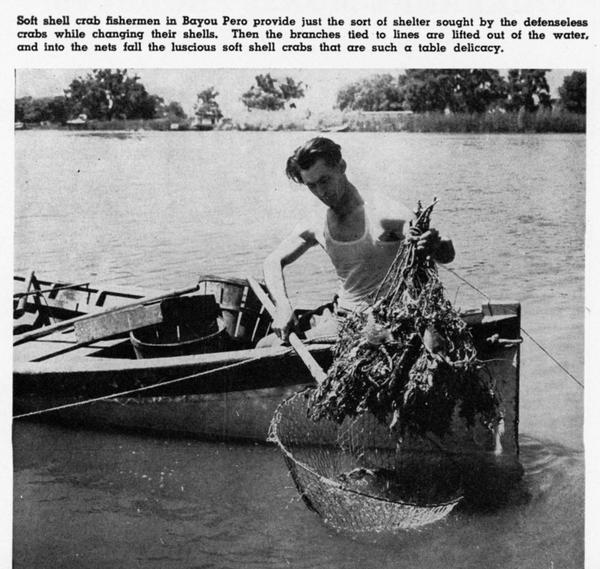 Soft shell crab fishermen in Bayou Pero provide just the sort of shelter sought by the defenseless
crabs while changing their shells. Then the branches tied to lines are lifted out of the water,
and into the nets fall the luscious soft shell crabs that are such a table delicacy.